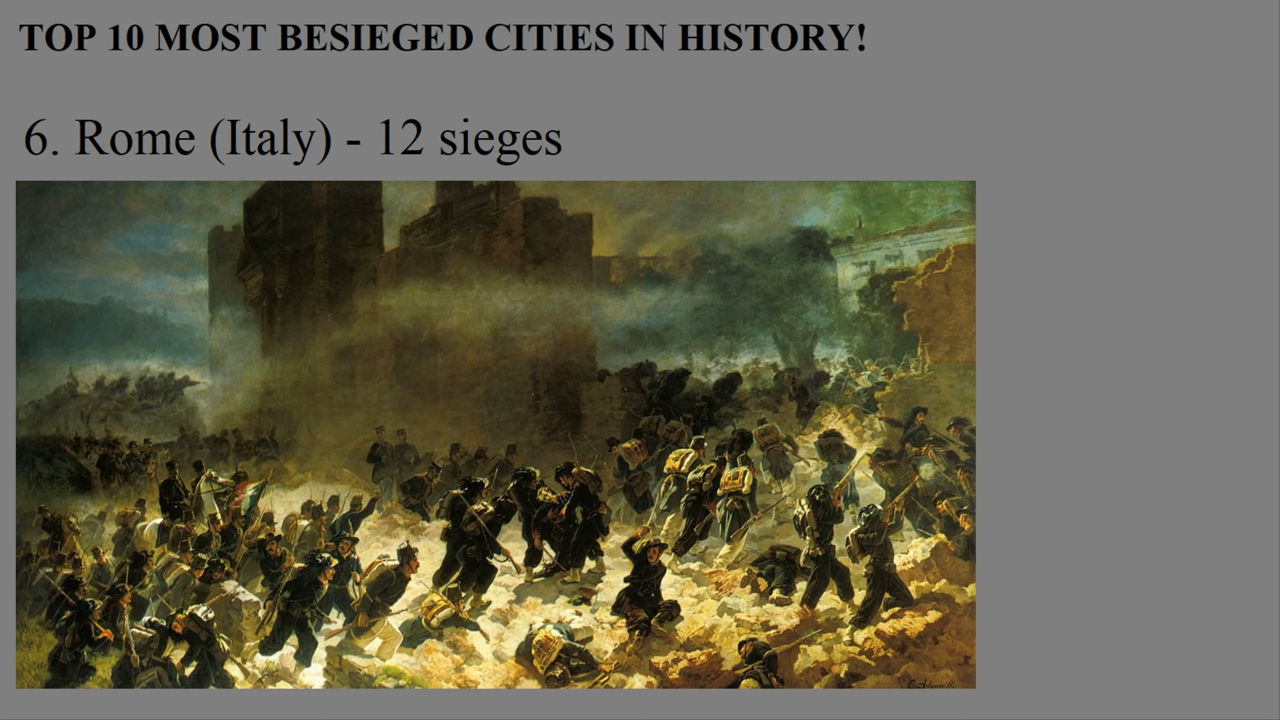 TOP 10 MOST BESIEGED CITIES IN HISTORY!
6. Rome (Italy) - 12 sieges